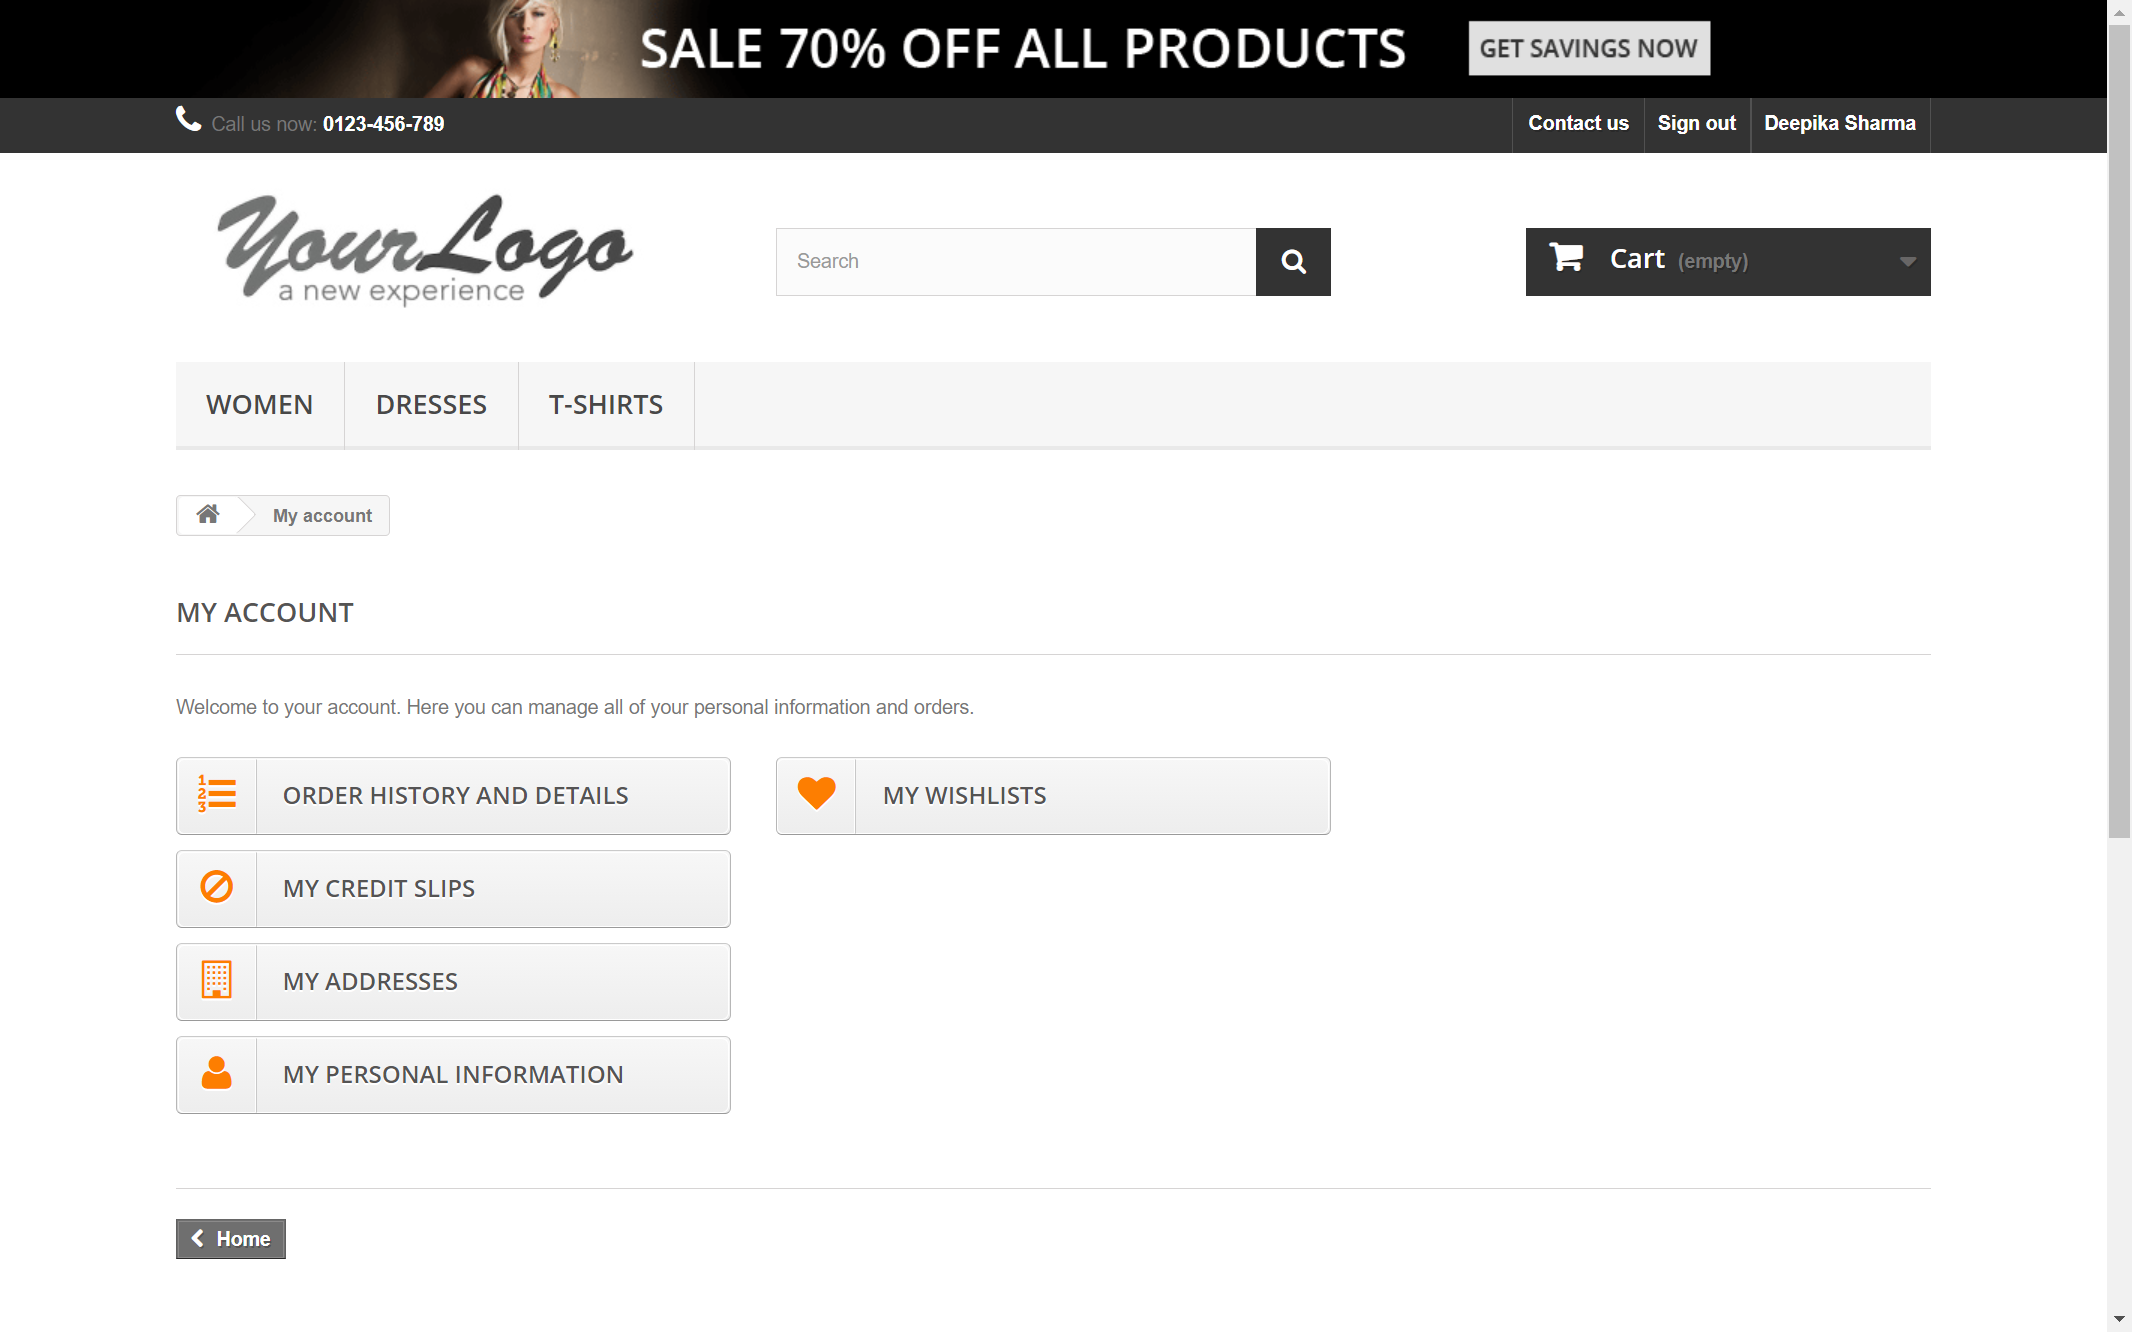 SALE 70% OFF ALL PRODUCTS GET SAVINGS NOW
Call us now: 0123-456-789 Contact us Sign out Deepika Sharma
YourLogo
a new experience
Search
Cart (empty)
WOMEN DRESSES T-SHIRTS
My account
MY ACCOUNT
Welcome to your account. Here you can manage all of your personal information and orders.
1 2 3 ORDER HISTORY AND DETAILS
MY WISHLISTS
MY CREDIT SLIPS
MY ADDRESSES
MY PERSONAL INFORMATION
Home